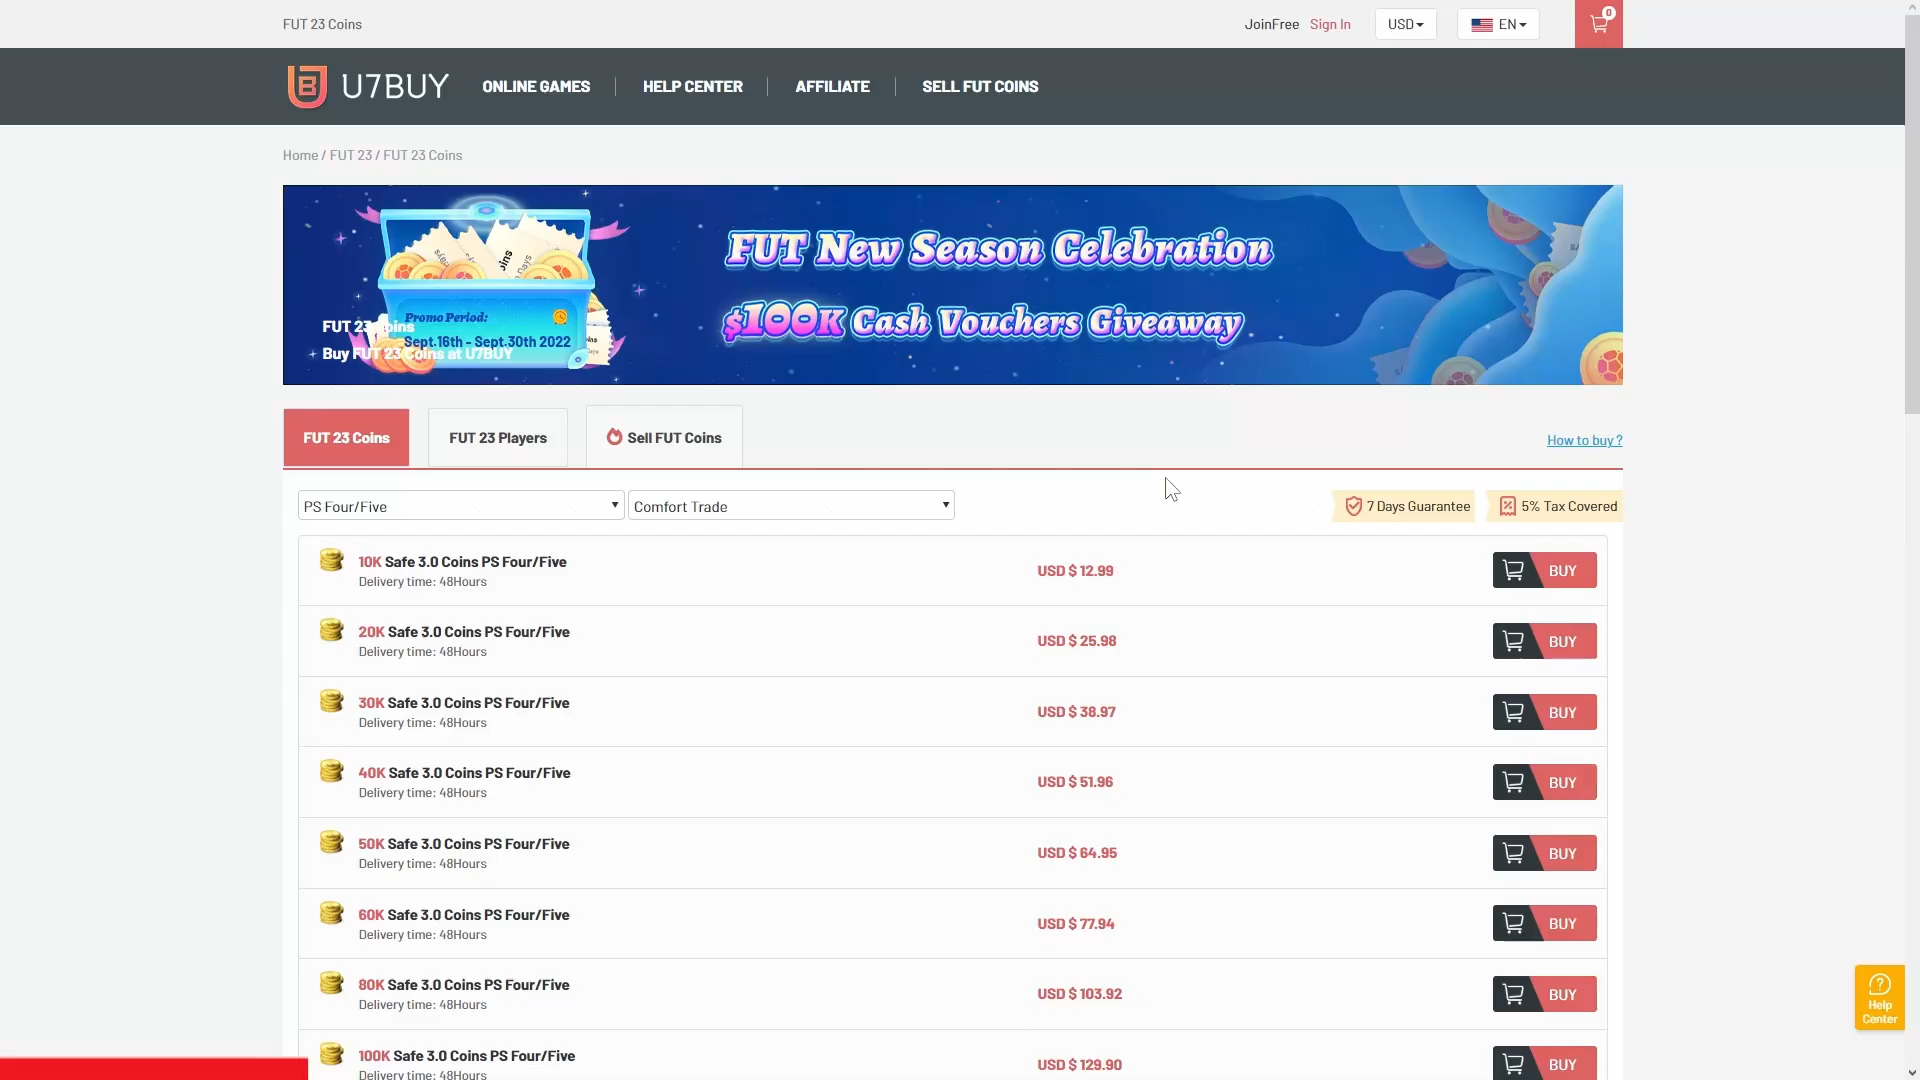 FUT 23 Coins
JoinFree Sign In USD EN 0
U7BUY ONLINE GAMES HELP CENTER AFFILIATE SELL FUT COINS
Home / FUT 23 / FUT 23 Coins
FUT New Season Celebration
$100K Cash Vouchers Giveaway
Promo Period:
Sept.16th - Sept.30th 2022
FUT 23 Coins
Buy FUT 23 Coins at U7BUY
FUT 23 Coins FUT 23 Players Sell FUT Coins How to buy ?
PS Four/Five Comfort Trade 7 Days Guarantee 5% Tax Covered
10K Safe 3.0 Coins PS Four/Five
Delivery time: 48Hours
USD $ 12.99 BUY
20K Safe 3.0 Coins PS Four/Five
Delivery time: 48Hours
USD $ 25.98 BUY
30K Safe 3.0 Coins PS Four/Five
Delivery time: 48Hours
USD $ 38.97 BUY
40K Safe 3.0 Coins PS Four/Five
Delivery time: 48Hours
USD $ 51.96 BUY
50K Safe 3.0 Coins PS Four/Five
Delivery time: 48Hours
USD $ 64.95 BUY
60K Safe 3.0 Coins PS Four/Five
Delivery time: 48Hours
USD $ 77.94 BUY
80K Safe 3.0 Coins PS Four/Five
Delivery time: 48Hours
USD $ 103.92 BUY
100K Safe 3.0 Coins PS Four/Five
Delivery time: 48Hours
USD $ 129.90 BUY
Help
Center